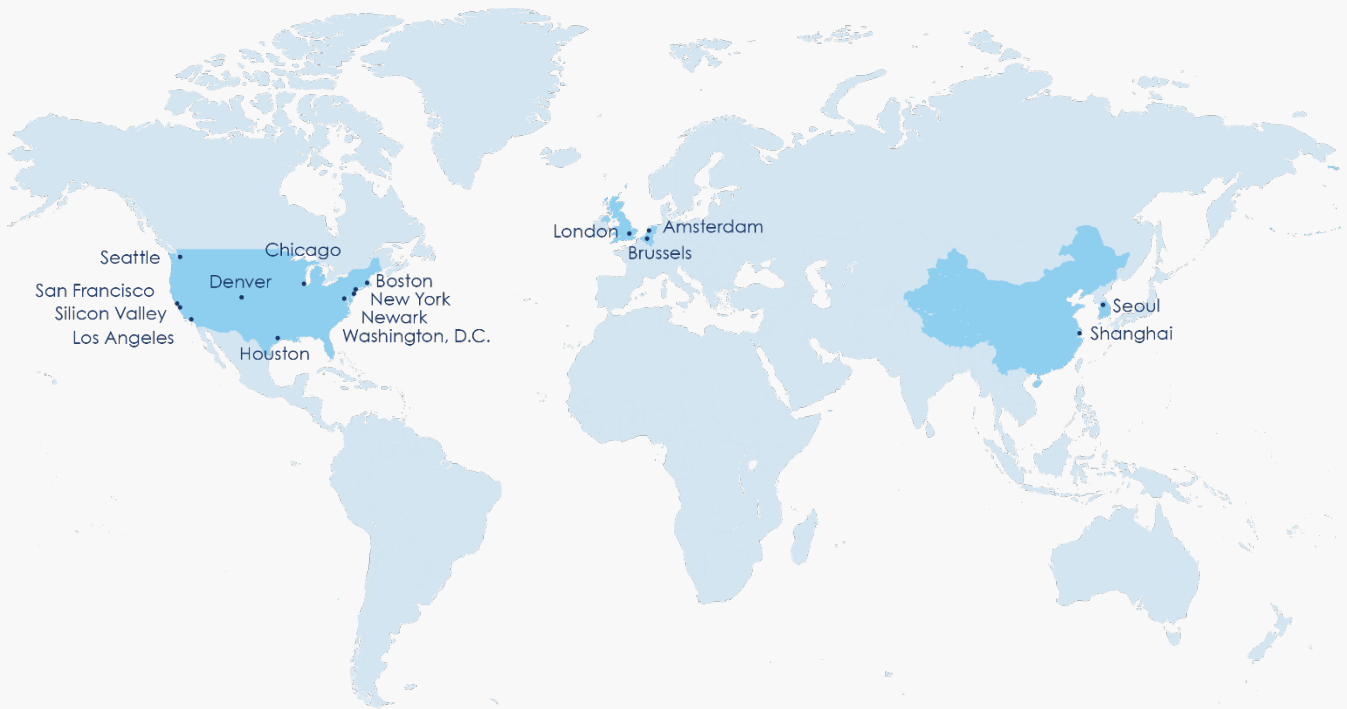 Seattle
San Francisco
Silicon Valley
Los Angeles
Denver
Chicago
Houston
Boston
New York
Newark
Washington, D.C.
London
Amsterdam
Brussels
Seoul
Shanghai